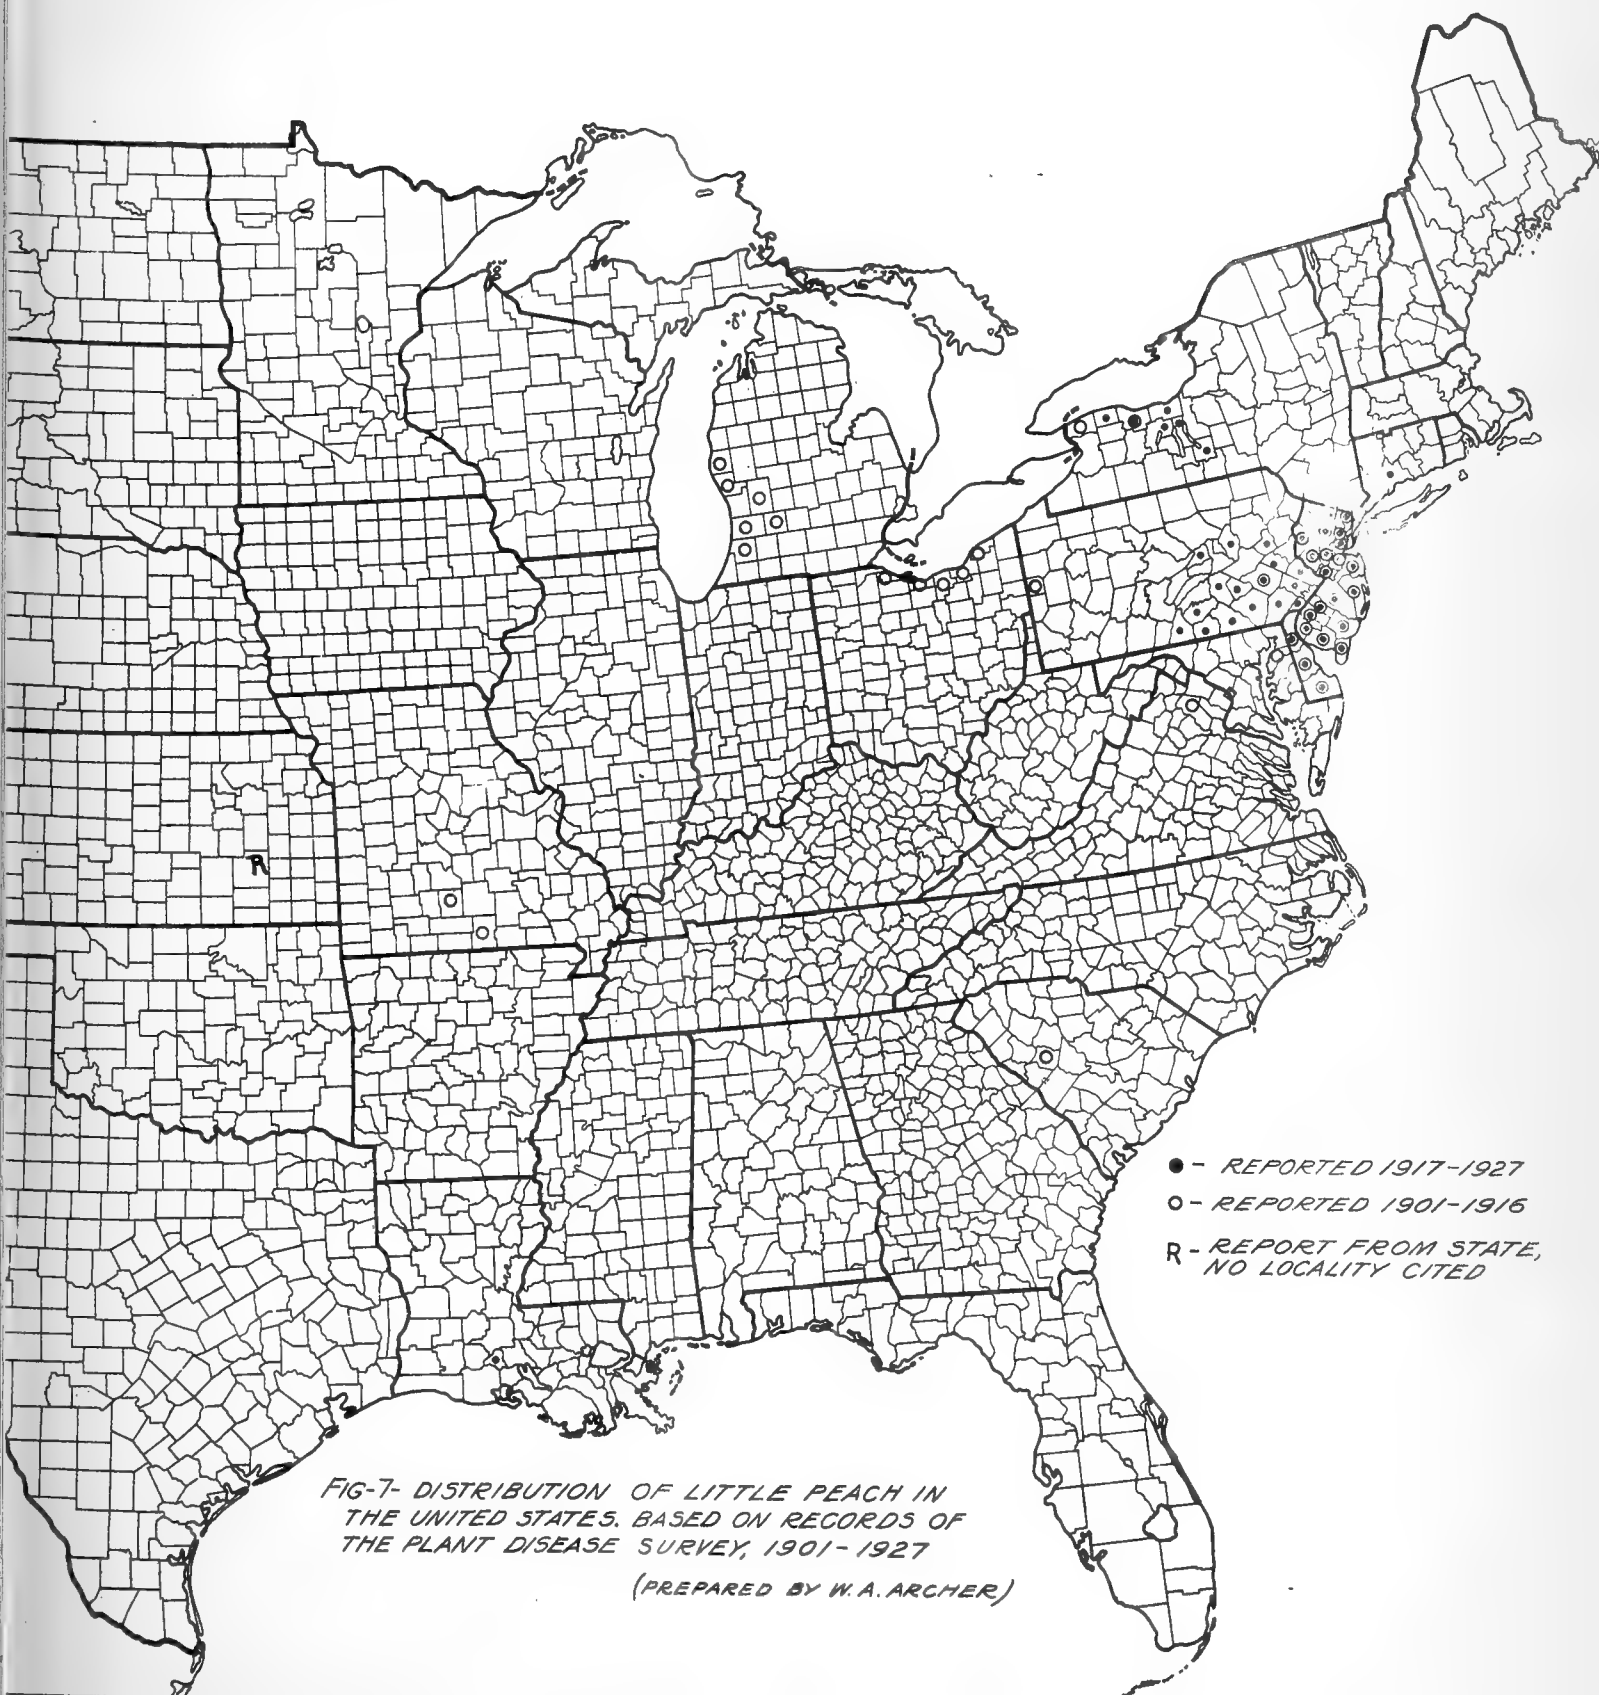 R
● - REPORTED 1917-1927
○ - REPORTED 1901-1916
R - REPORT FROM STATE,
NO LOCALITY CITED
FIG-7- DISTRIBUTION OF LITTLE PEACH IN
THE UNITED STATES. BASED ON RECORDS OF
THE PLANT DISEASE SURVEY, 1901-1927
(PREPARED BY W.A. ARCHER)